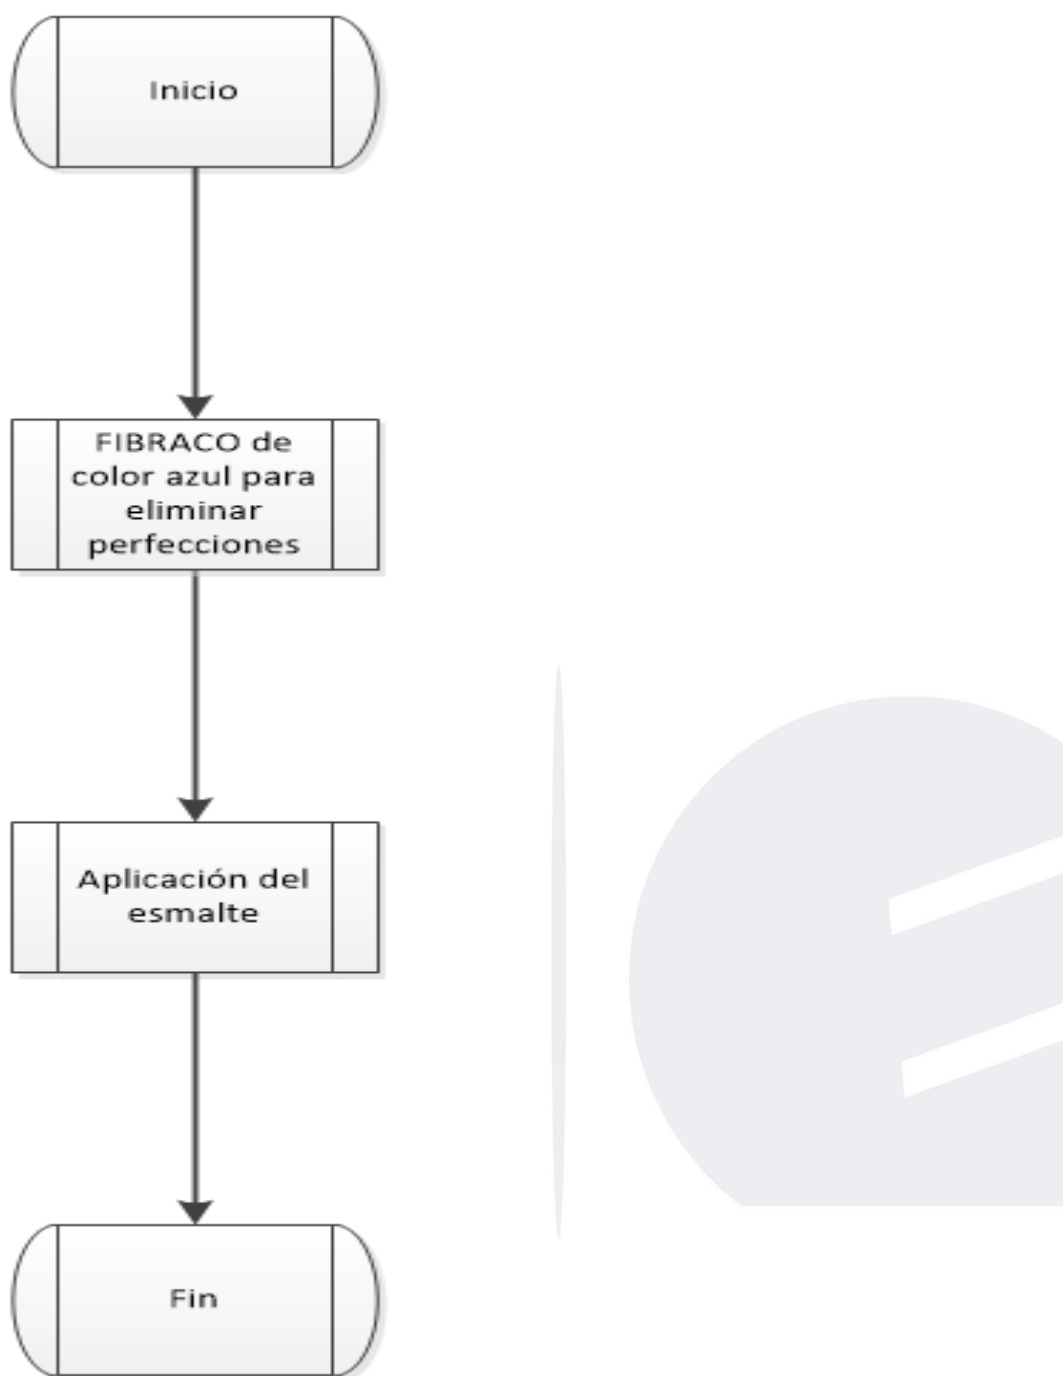 Inicio
FIBRACO de
color azul para
eliminar
perfecciones
Aplicación del
esmalte
Fin